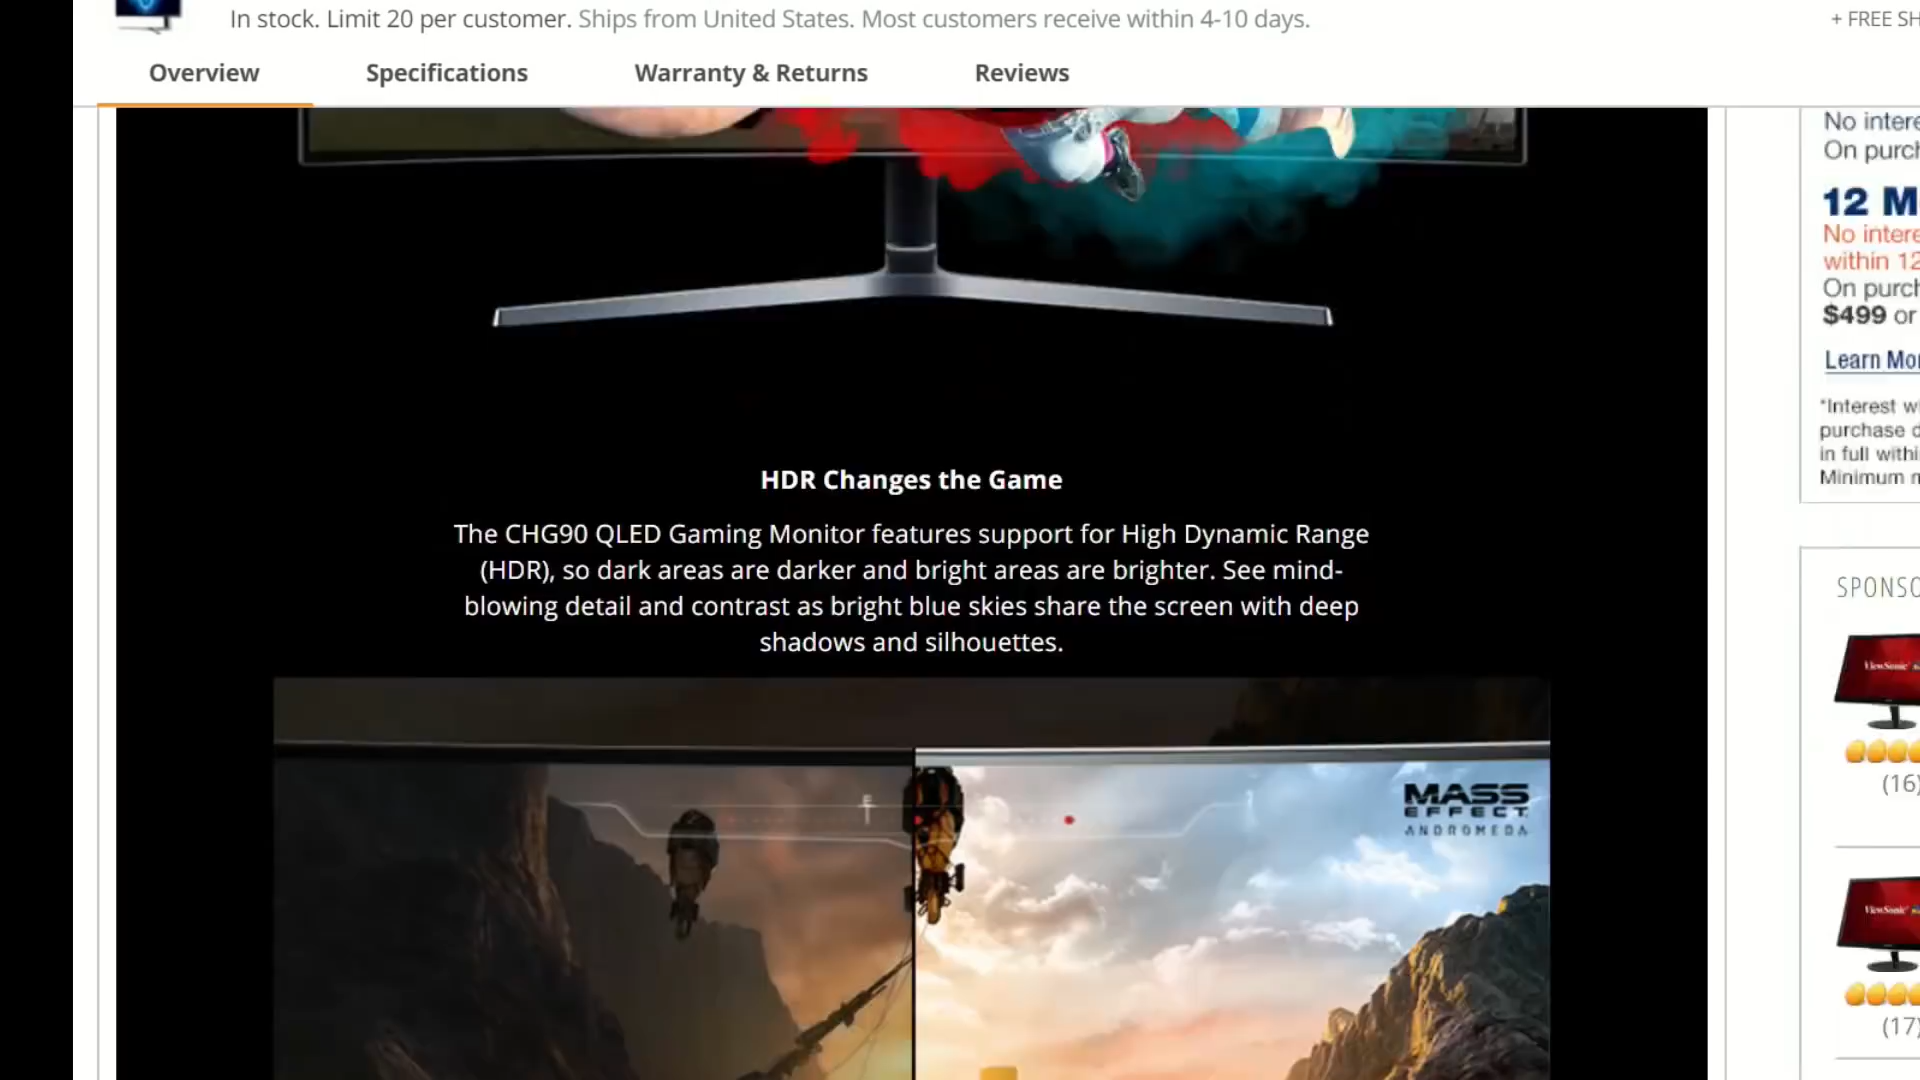 In stock. Limit 20 per customer. Ships from United States. Most customers receive within 4-10 days.
+ FREE SH
Overview
Specifications
Warranty & Returns
Reviews
No intere
On purch
12 M
No intere
within 12
On purch
$499 or
Learn Mor
*Interest wi
purchase d
in full withi
Minimum m
HDR Changes the Game
The CHG90 QLED Gaming Monitor features support for High Dynamic Range
(HDR), so dark areas are darker and bright areas are brighter. See mind-
blowing detail and contrast as bright blue skies share the screen with deep
shadows and silhouettes.
MASS
EFFECT
ANDROMEDA
SPONSO
ViewSonic
(16)
ViewSonic
(17)